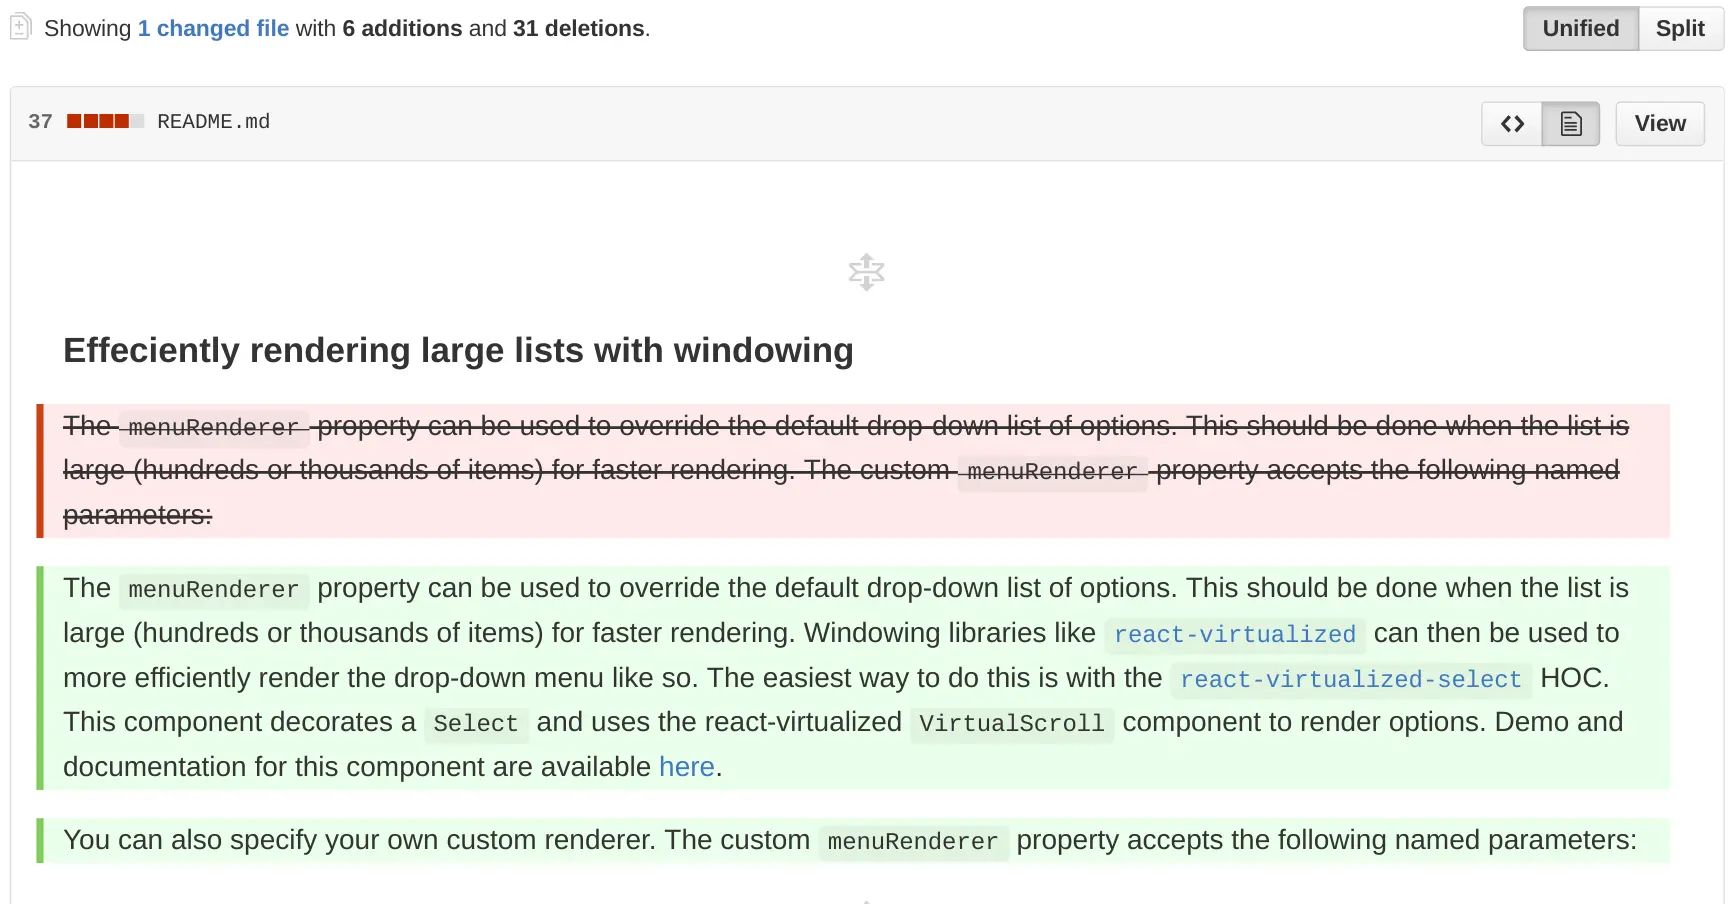 Showing 1 changed file with 6 additions and 31 deletions.
Unified Split
37 README.md
View
Effeciently rendering large lists with windowing
The menuRenderer property can be used to override the default drop-down list of options. This should be done when the list is
large (hundreds or thousands of items) for faster rendering. The custom menuRenderer property accepts the following named
parameters:
The menuRenderer property can be used to override the default drop-down list of options. This should be done when the list is
large (hundreds or thousands of items) for faster rendering. Windowing libraries like react-virtualized can then be used to
more efficiently render the drop-down menu like so. The easiest way to do this is with the react-virtualized-select HOC.
This component decorates a Select and uses the react-virtualized VirtualScroll component to render options. Demo and
documentation for this component are available here.
You can also specify your own custom renderer. The custom menuRenderer property accepts the following named parameters: